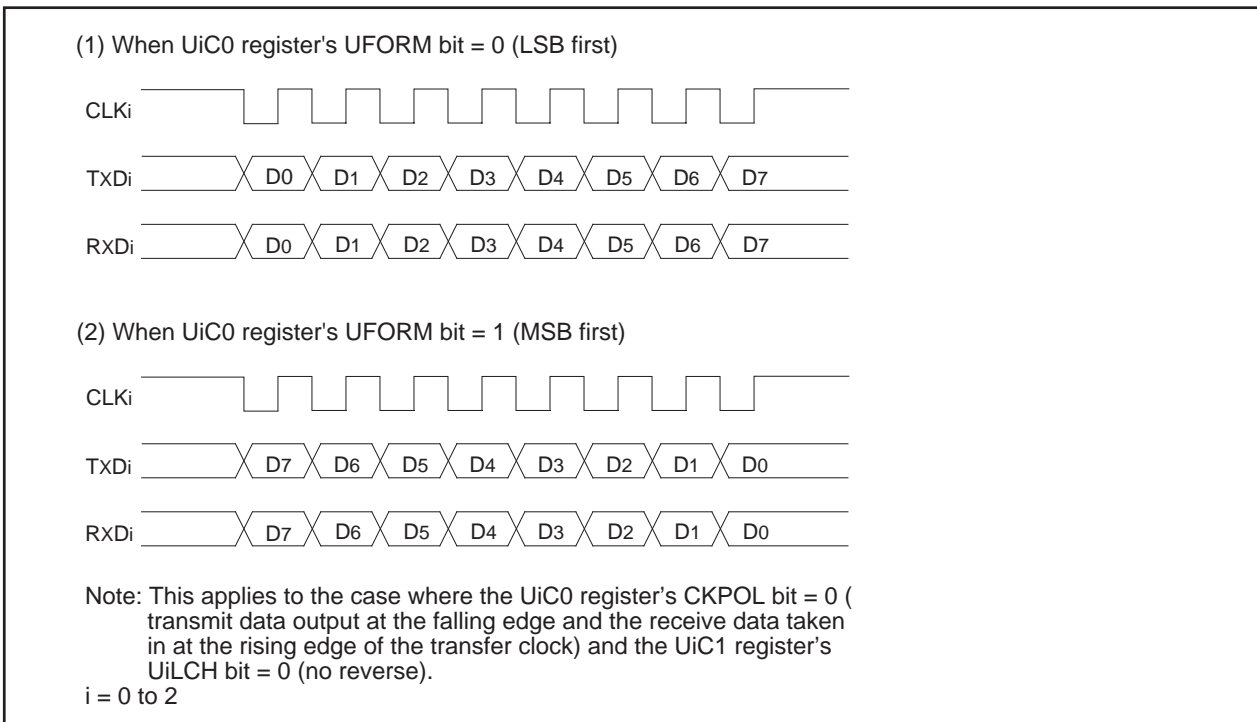 (1) When UiC0 register's UFORM bit = 0 (LSB first)
CLKi
TXDi D0 D1 D2 D3 D4 D5 D6 D7
RXDi D0 D1 D2 D3 D4 D5 D6 D7
(2) When UiC0 register's UFORM bit = 1 (MSB first)
CLKi
TXDi D7 D6 D5 D4 D3 D2 D1 D0
RXDi D7 D6 D5 D4 D3 D2 D1 D0
Note: This applies to the case where the UiC0 register’s CKPOL bit = 0 (
transmit data output at the falling edge and the receive data taken
in at the rising edge of the transfer clock) and the UiC1 register’s
UiLCH bit = 0 (no reverse).
i = 0 to 2